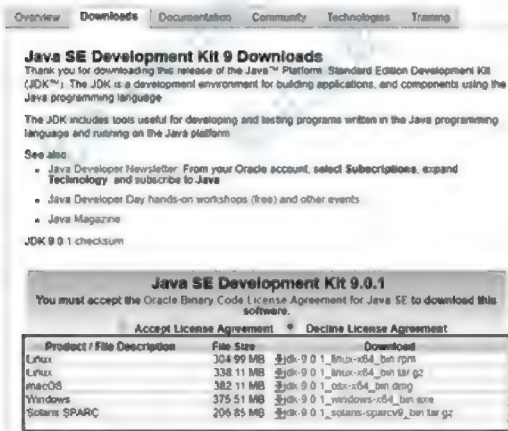 Overview Downloads Documentation Community Technologies Training
Java SE Development Kit 9 Downloads
Thank you for downloading this release of the Java™ Platform, Standard Edition Development Kit
(JDK™). The JDK is a development environment for building applications, and components using the
Java programming language
The JDK includes tools useful for developing and testing programs written in the Java programming
language and running on the Java platform
See also
• Java Developer Newsletter: From your Oracle account, select Subscriptions, expand
Technology, and subscribe to Java
• Java Developer Day hands-on workshops (free) and other events
• Java Magazine
JDK 9.0.1 checksum
Java SE Development Kit 9.0.1
You must accept the Oracle Binary Code License Agreement for Java SE to download this
software.
Accept License Agreement Decline License Agreement
Product / File Description File Size Download
Linux 304.99 MB jdk-9.0.1_linux-x64_bin.rpm
Linux 338.11 MB jdk-9.0.1_linux-x64_bin.tar.gz
macOS 382.11 MB jdk-9.0.1_osx-x64_bin.dmg
Windows 375.51 MB jdk-9.0.1_windows-x64_bin.exe
Solaris SPARC 206.85 MB jdk-9.0.1_solaris-sparcv9_bin.tar.gz